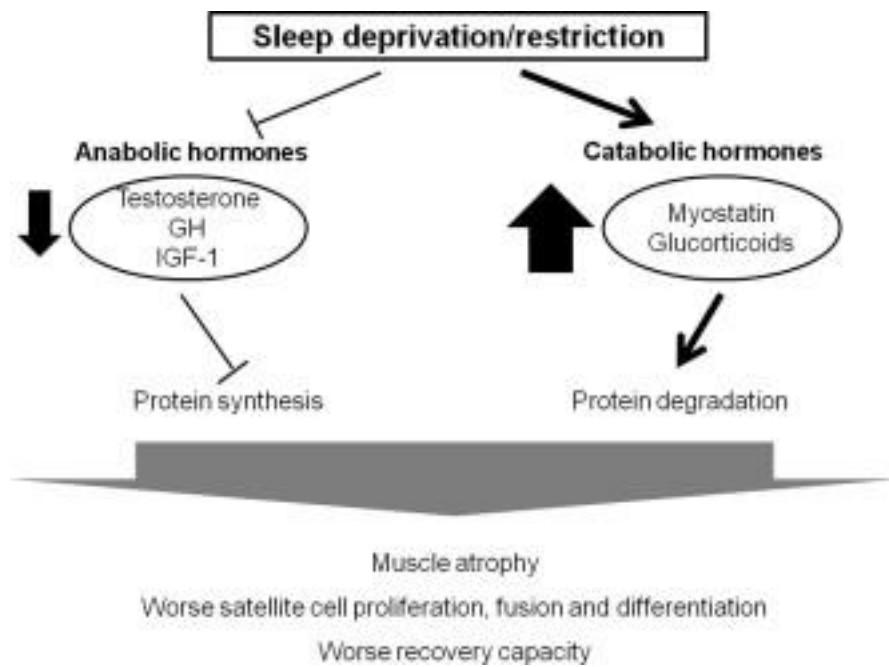 Sleep deprivation/restriction
Anabolic hormones
Testosterone
GH
IGF-1
Catabolic hormones
Myostatin
Glucorticoids
Protein synthesis
Protein degradation
Muscle atrophy
Worse satellite cell proliferation, fusion and differentiation
Worse recovery capacity